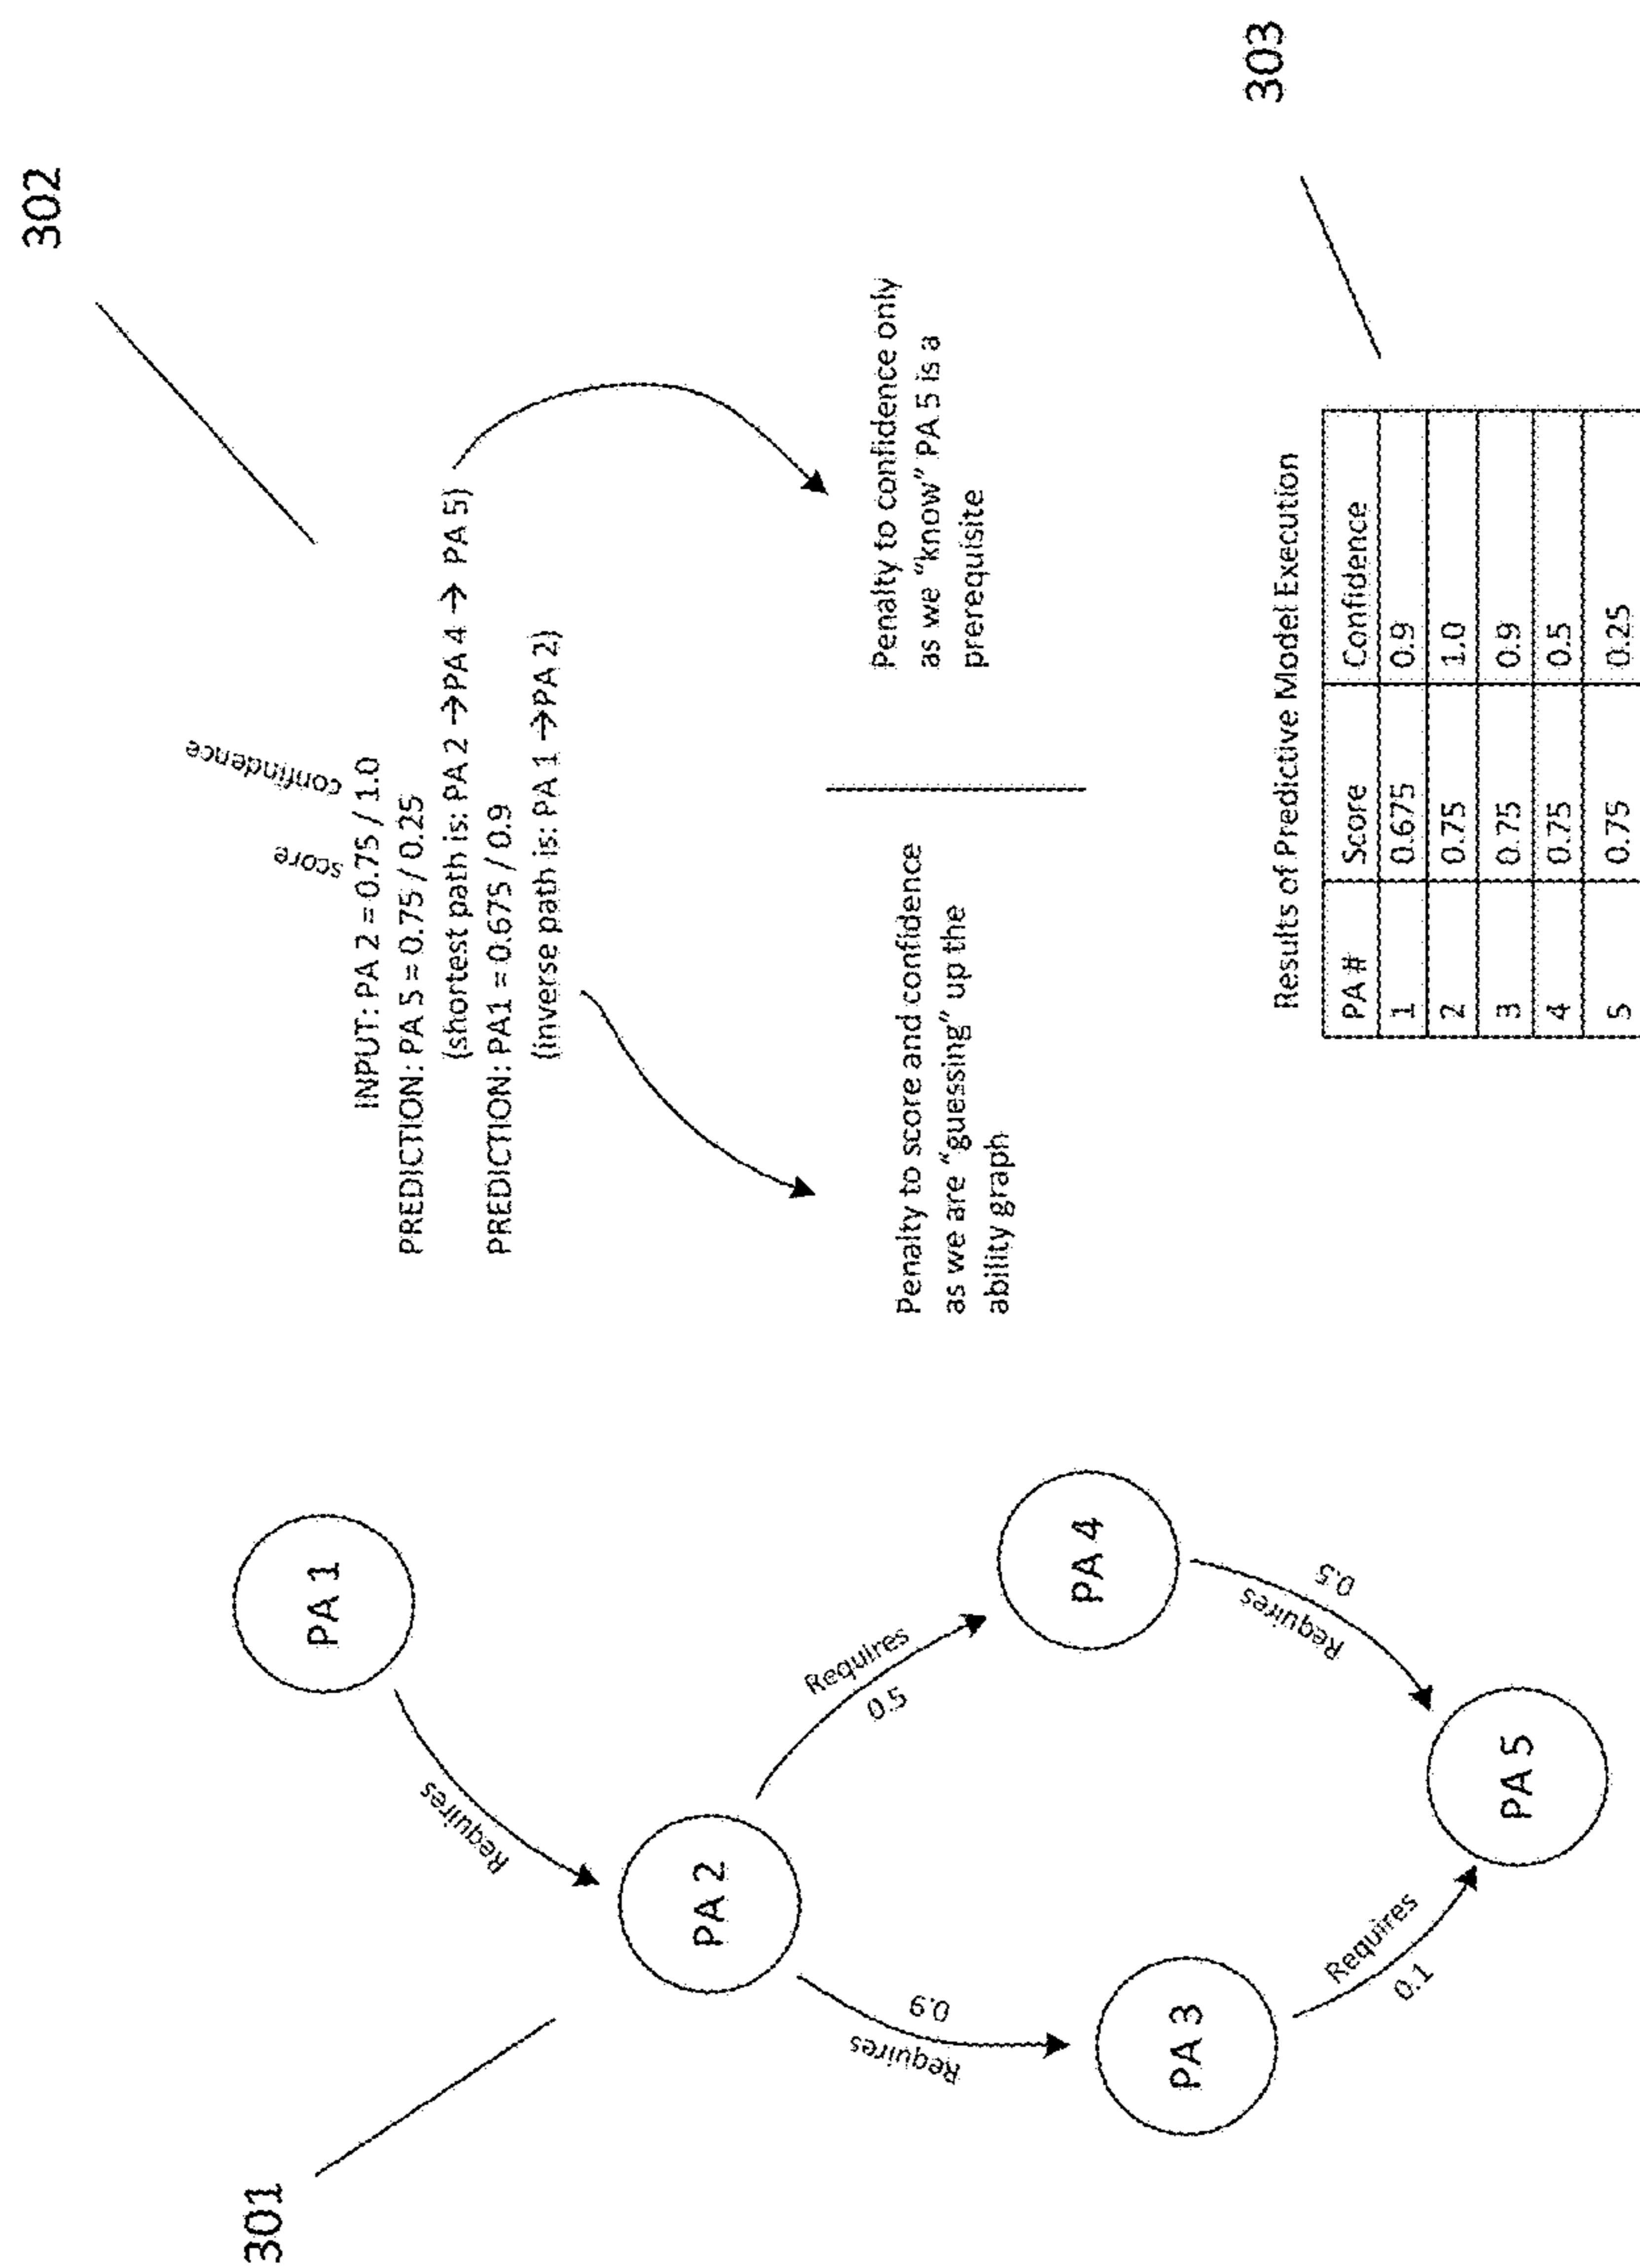 301
PA 1
Requires
PA 2
Requires
0.5
Requires
0.9
PA 4
PA 3
Requires
0.5
Requires
0.1
PA 5
302
score
confindence
INPUT: PA 2 = 0.75 / 1.0
PREDICTION: PA 5 = 0.75 / 0.25
(shortest path is: PA 2 →PA 4 → PA 5)
PREDICTION: PA1 = 0.675 / 0.9
(inverse path is: PA 1 →PA 2)
Penalty to score and confidence
as we are “guessing” up the
ability graph
Penalty to confidence only
as we “know” PA 5 is a
prerequisite
303
Results of Predictive Model Execution
PA # Score Confidence
1 0.675 0.9
2 0.75 1.0
3 0.75 0.9
4 0.75 0.5
5 0.75 0.25